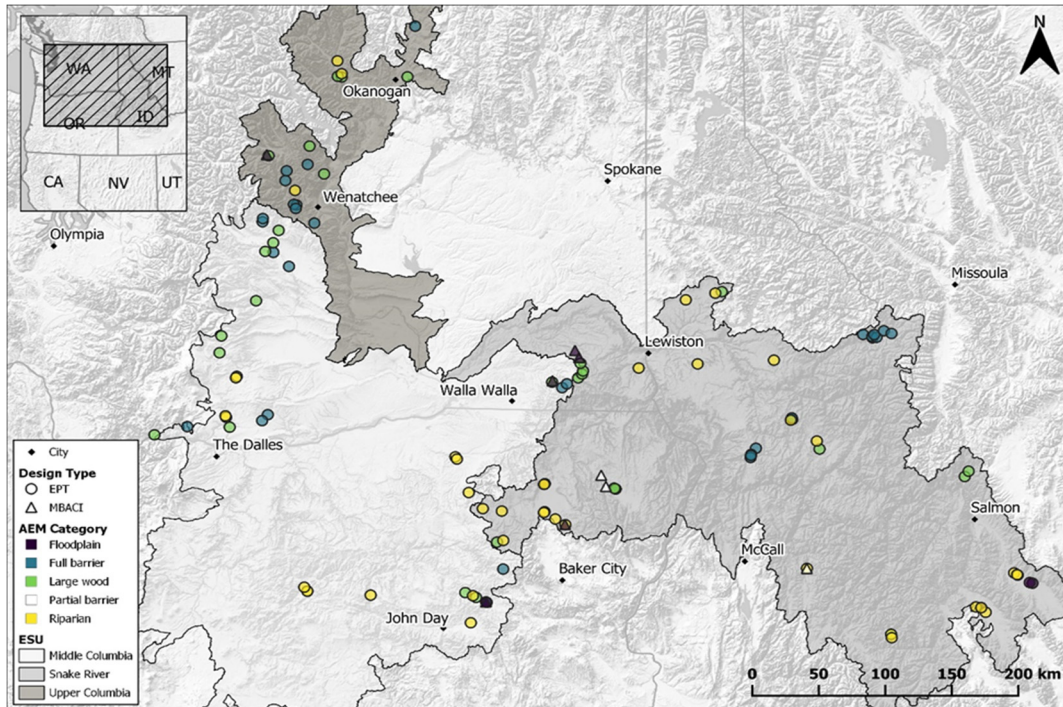 N
WA
MT
OR
ID
CA
NV
UT
Okanogan
Spokane
Wenatchee
Olympia
Missoula
Lewiston
Walla Walla
The Dalles
Salmon
McCall
Baker City
John Day
City
Design Type
EPT
MBACI
AEM Category
Floodplain
Full barrier
Large wood
Partial barrier
Riparian
ESU
Middle Columbia
Snake River
Upper Columbia
0 50 100 150 200 km